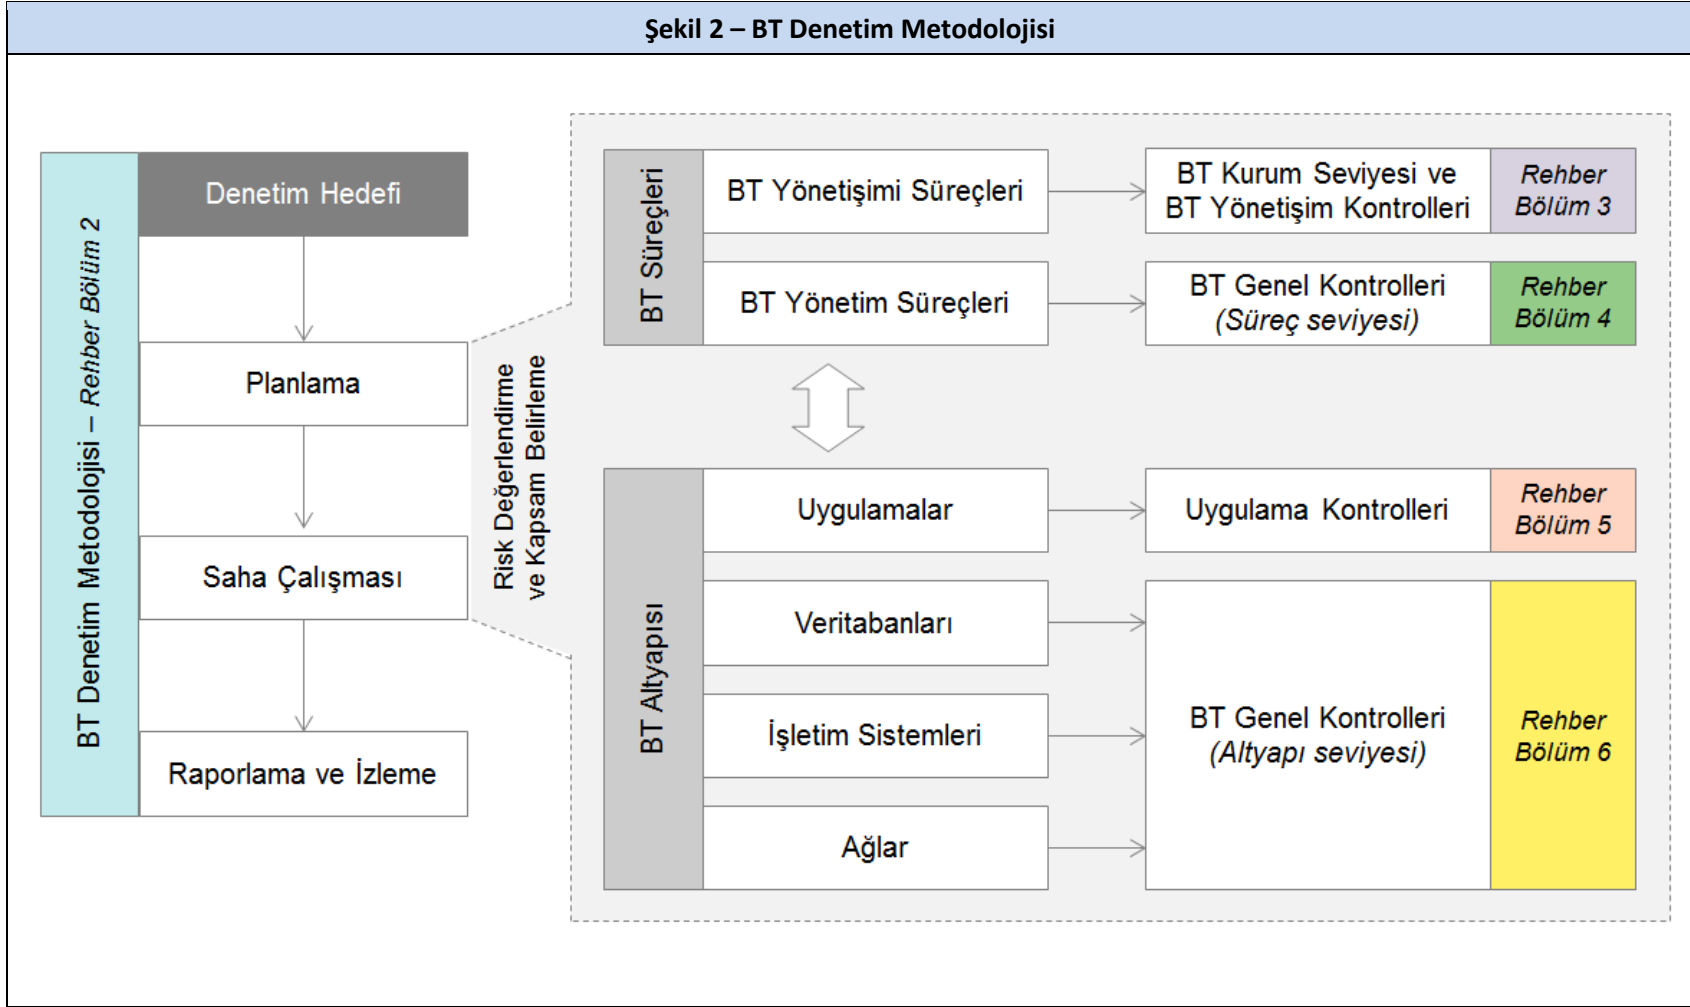 Şekil 2 – BT Denetim Metodolojisi
BT Denetim Metodolojisi – Rehber Bölüm 2
Denetim Hedefi
Planlama
Saha Çalışması
Raporlama ve İzleme
Risk Değerlendirme
ve Kapsam Belirleme
BT Süreçleri
BT Yönetişimi Süreçleri
BT Kurum Seviyesi ve
BT Yönetişim Kontrolleri
Rehber
Bölüm 3
BT Yönetim Süreçleri
BT Genel Kontrolleri
(Süreç seviyesi)
Rehber
Bölüm 4
BT Altyapısı
Uygulamalar
Uygulama Kontrolleri
Rehber
Bölüm 5
Veritabanları
İşletim Sistemleri
Ağlar
BT Genel Kontrolleri
(Altyapı seviyesi)
Rehber
Bölüm 6